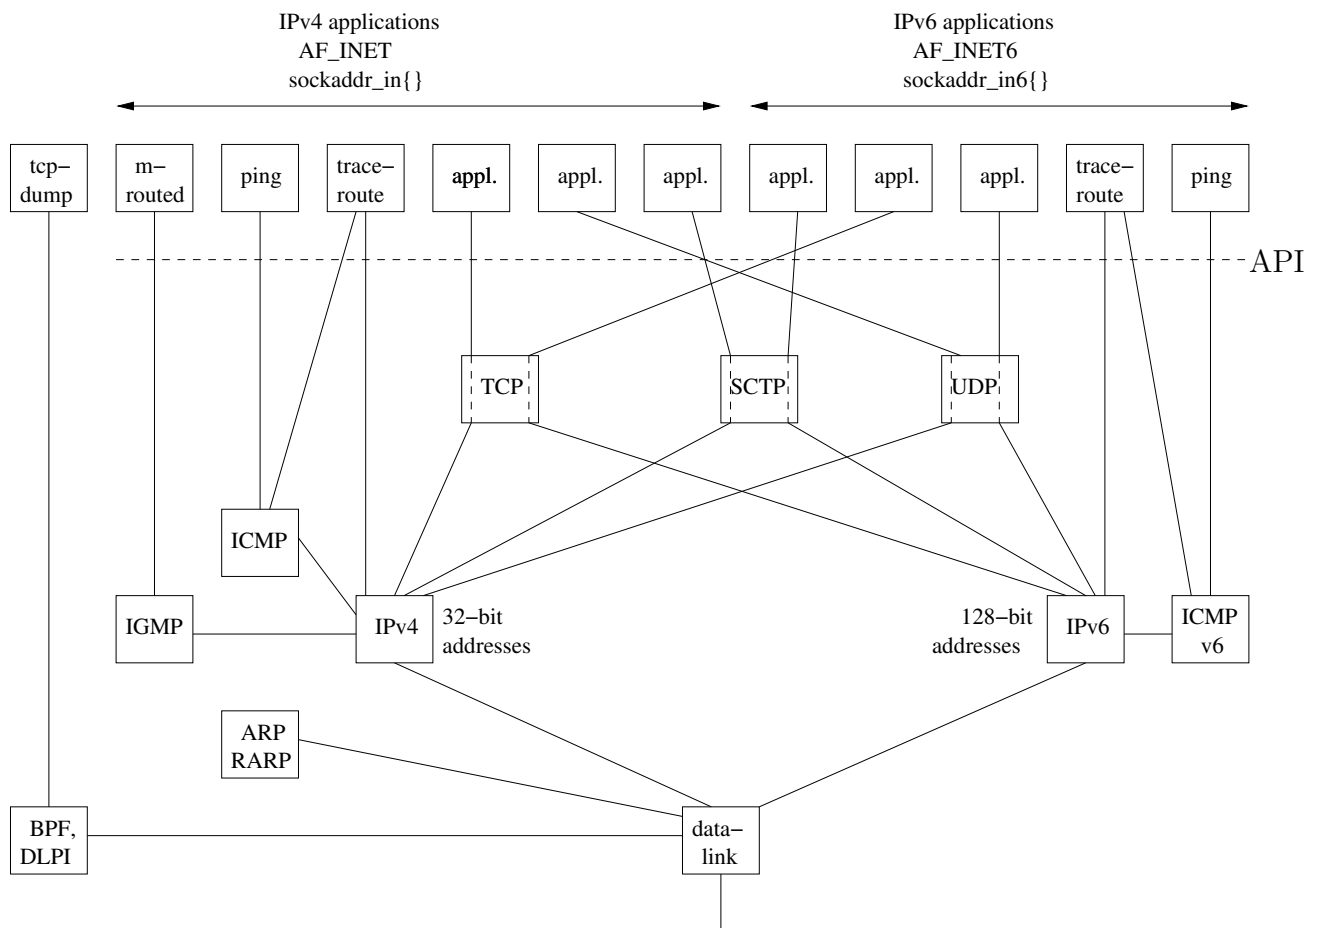 IPv4 applications
AF_INET
sockaddr_in{}
IPv6 applications
AF_INET6
sockaddr_in6{}
tcp−
dump
m−
routed
ping
trace−
route
appl.
appl.
appl.
appl.
appl.
appl.
trace−
route
ping
API
TCP
SCTP
UDP
ICMP
IGMP
IPv4
32−bit
addresses
128−bit
addresses
IPv6
ICMP
v6
ARP
RARP
BPF,
DLPI
data−
link